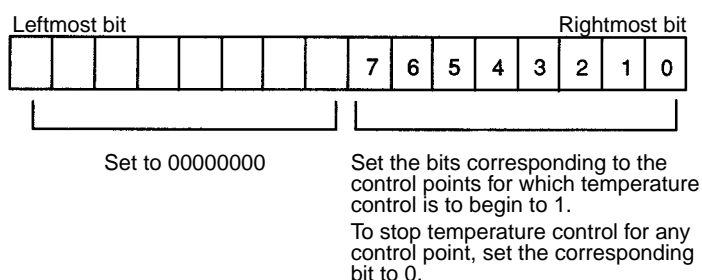 Leftmost bit Rightmost bit
7 6 5 4 3 2 1 0
Set to 00000000
Set the bits corresponding to the
control points for which temperature
control is to begin to 1.
To stop temperature control for any
control point, set the corresponding
bit to 0.